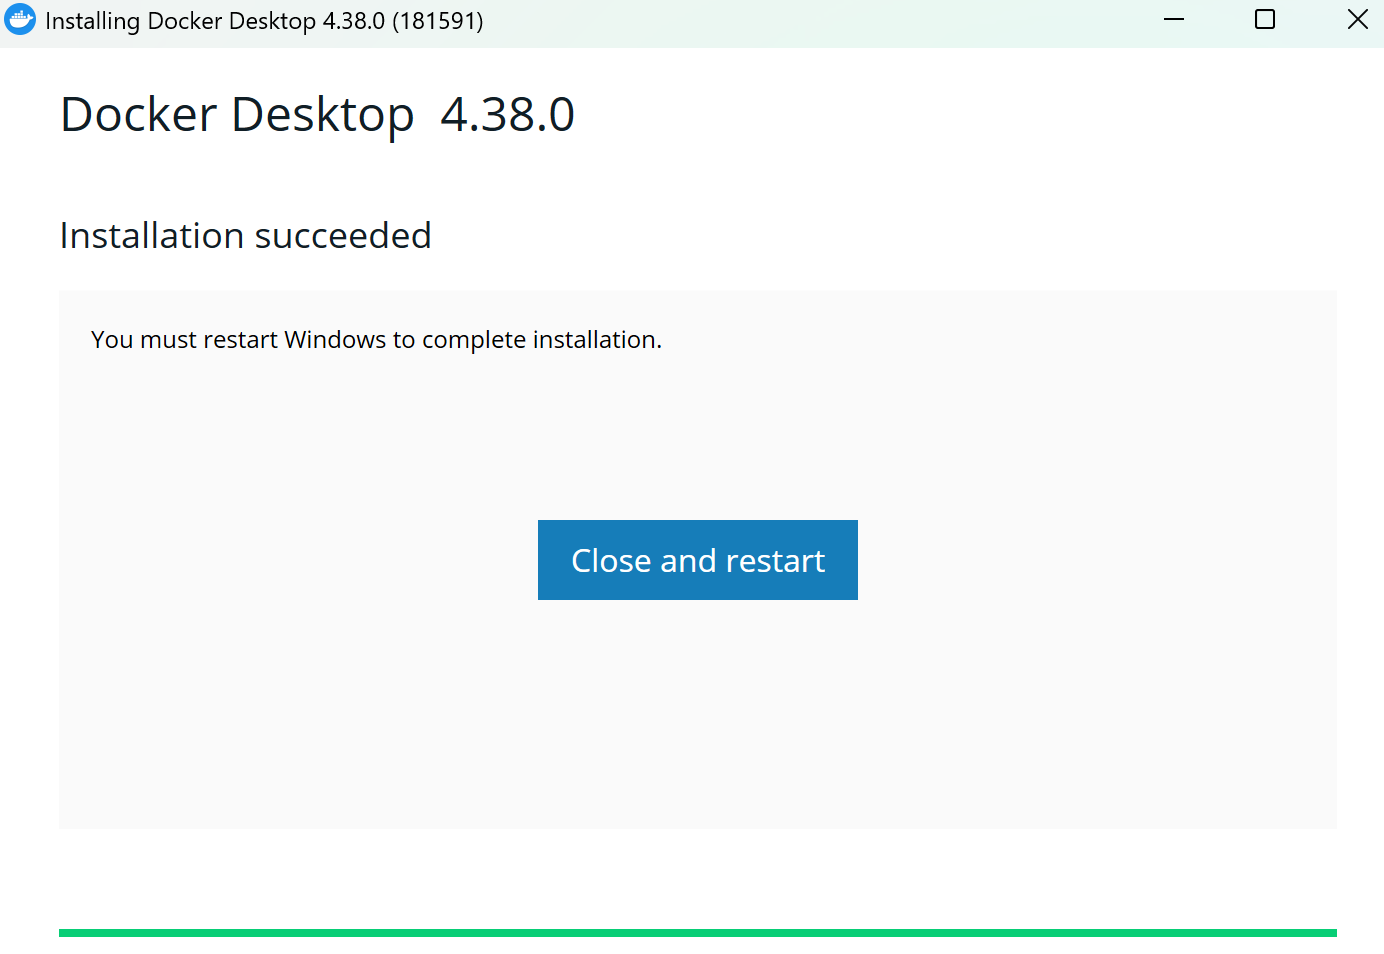 Installing Docker Desktop 4.38.0 (181591)
Docker Desktop 4.38.0
Installation succeeded
You must restart Windows to complete installation.
Close and restart